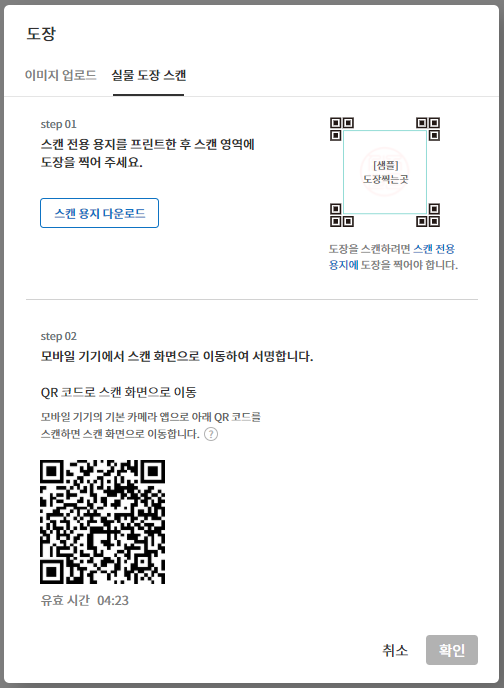 도장
이미지 업로드 실물 도장 스캔
step 01
스캔 전용 용지를 프린트한 후 스캔 영역에
도장을 찍어 주세요.
스캔 용지 다운로드
[샘플]
도장찍는곳
도장을 스캔하려면 스캔 전용
용지에 도장을 찍어야 합니다.
step 02
모바일 기기에서 스캔 화면으로 이동하여 서명합니다.
QR 코드로 스캔 화면으로 이동
모바일 기기의 기본 카메라 앱으로 아래 QR 코드를
스캔하면 스캔 화면으로 이동합니다. ?
유효 시간 04:23
취소 확인